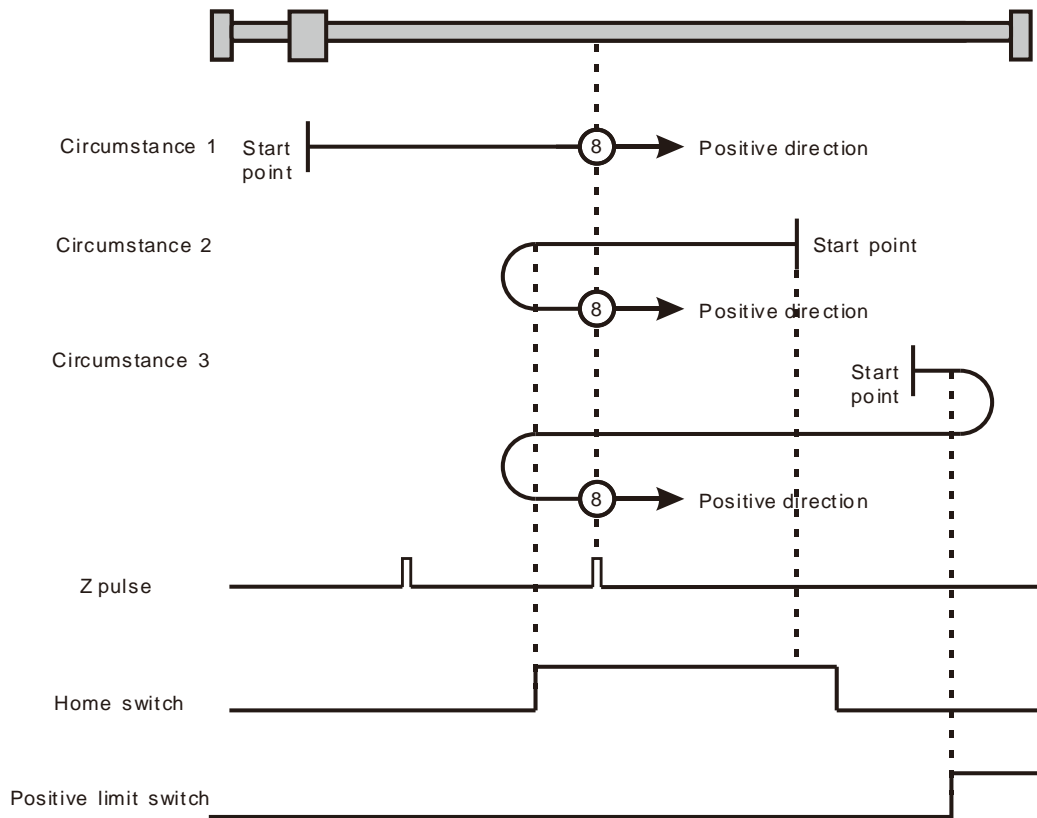 Circumstance 1
Start
point
8
Positive direction
Circumstance 2
Start point
8
Positive direction
Circumstance 3
Start
point
8
Positive direction
Z pulse
Home switch
Positive limit switch